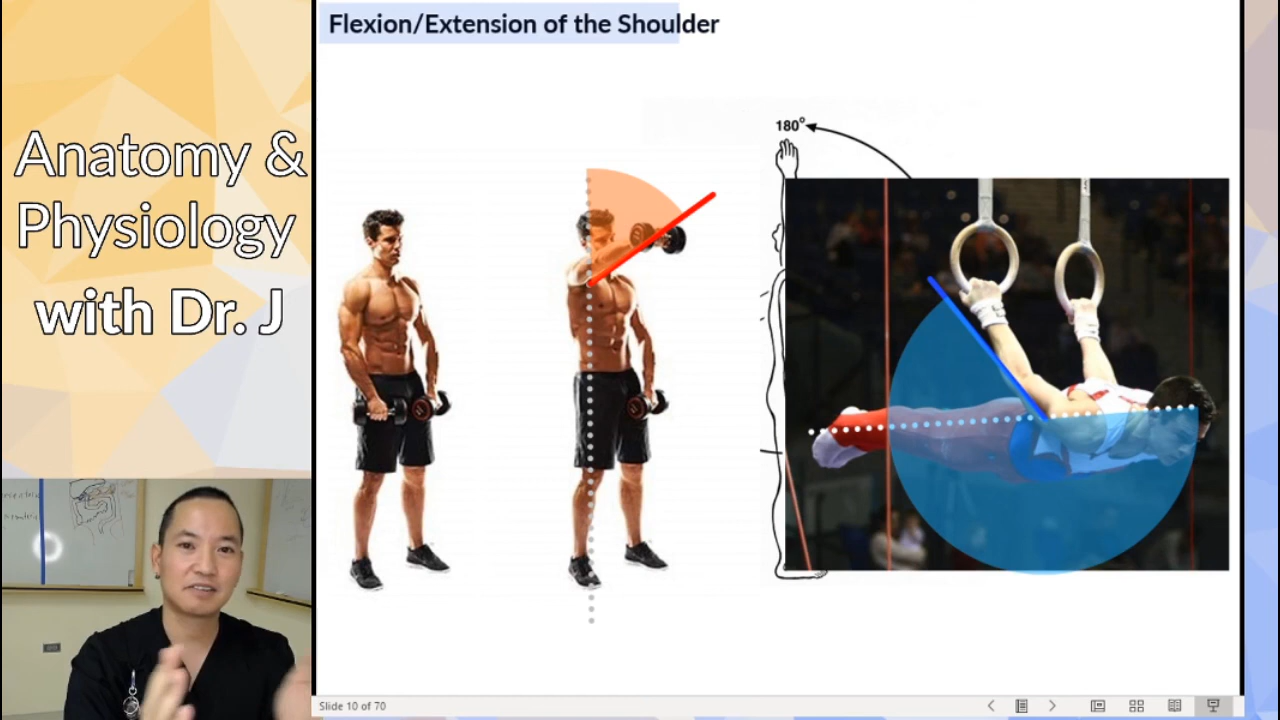 Anatomy &
Physiology
with Dr. J
Flexion/Extension of the Shoulder
180°
Slide 10 of 70